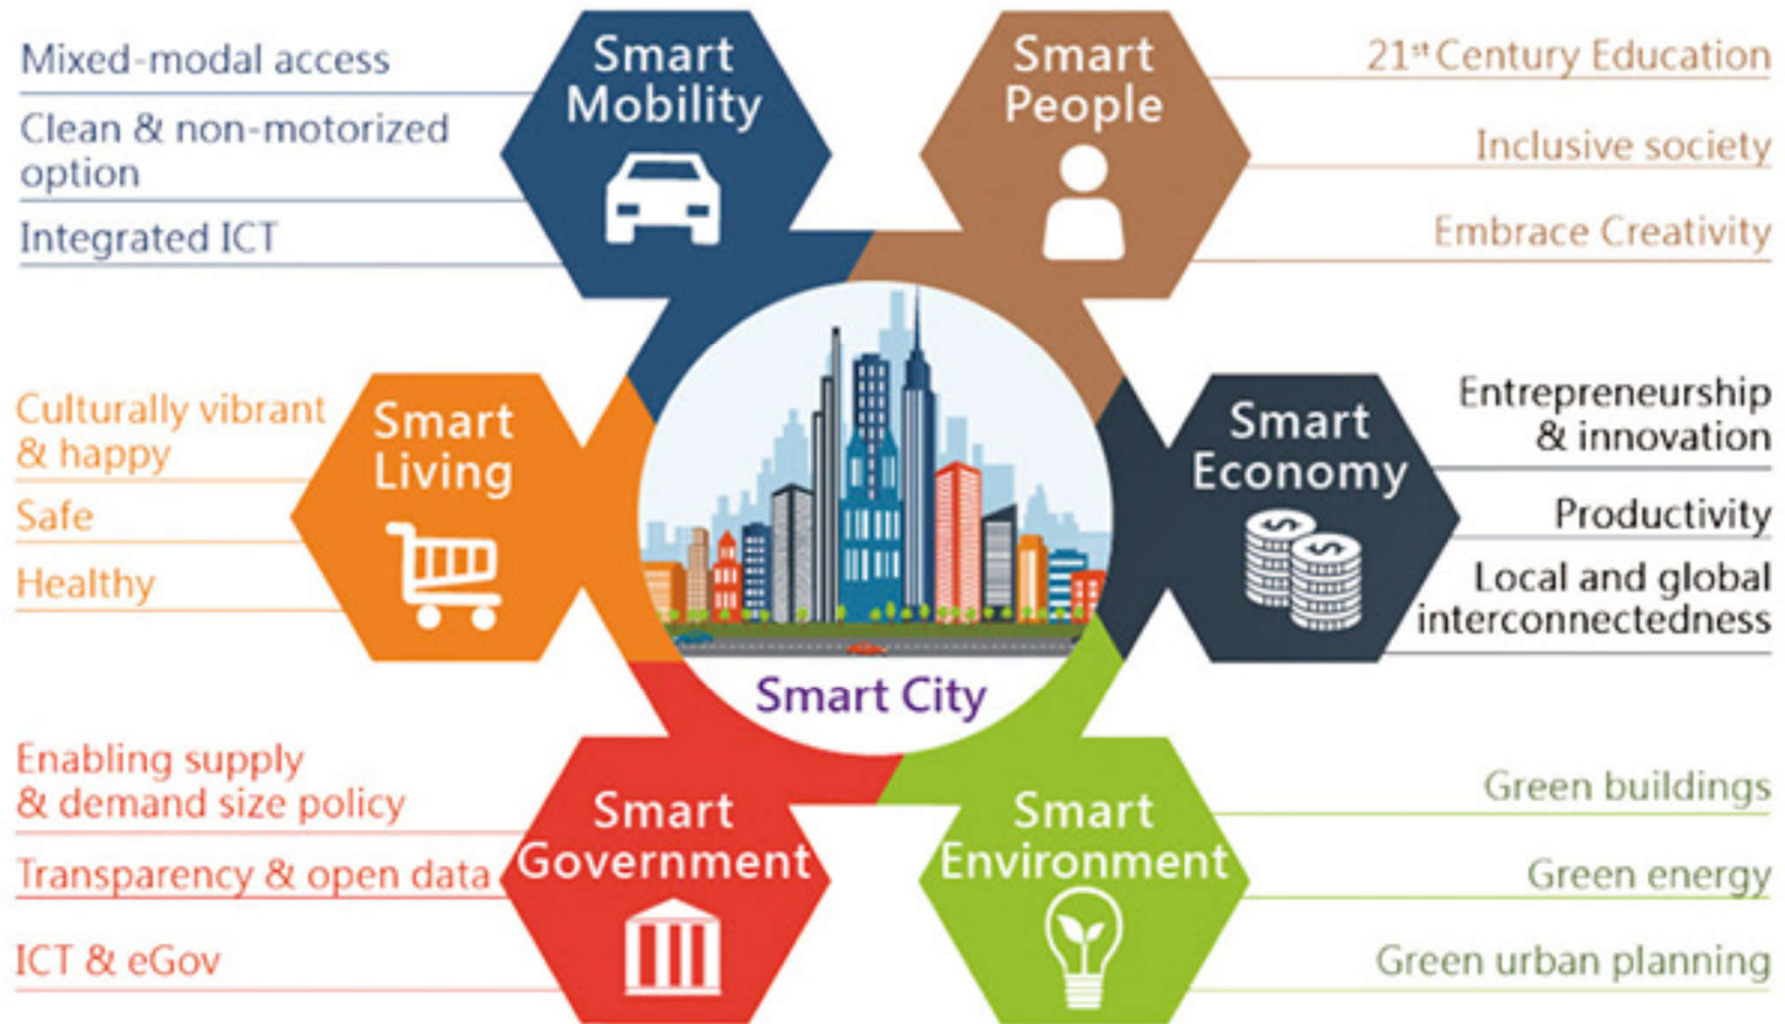 Mixed-modal access
Clean & non-motorized
option
Integrated ICT
Smart
Mobility
Smart
People
21st Century Education
Inclusive society
Embrace Creativity
Culturally vibrant
& happy
Safe
Healthy
Smart
Living
Smart
Economy
Entrepreneurship
& innovation
Productivity
Local and global
interconnectedness
Smart City
Enabling supply
& demand size policy
Transparency & open data
ICT & eGov
Smart
Government
Smart
Environment
Green buildings
Green energy
Green urban planning